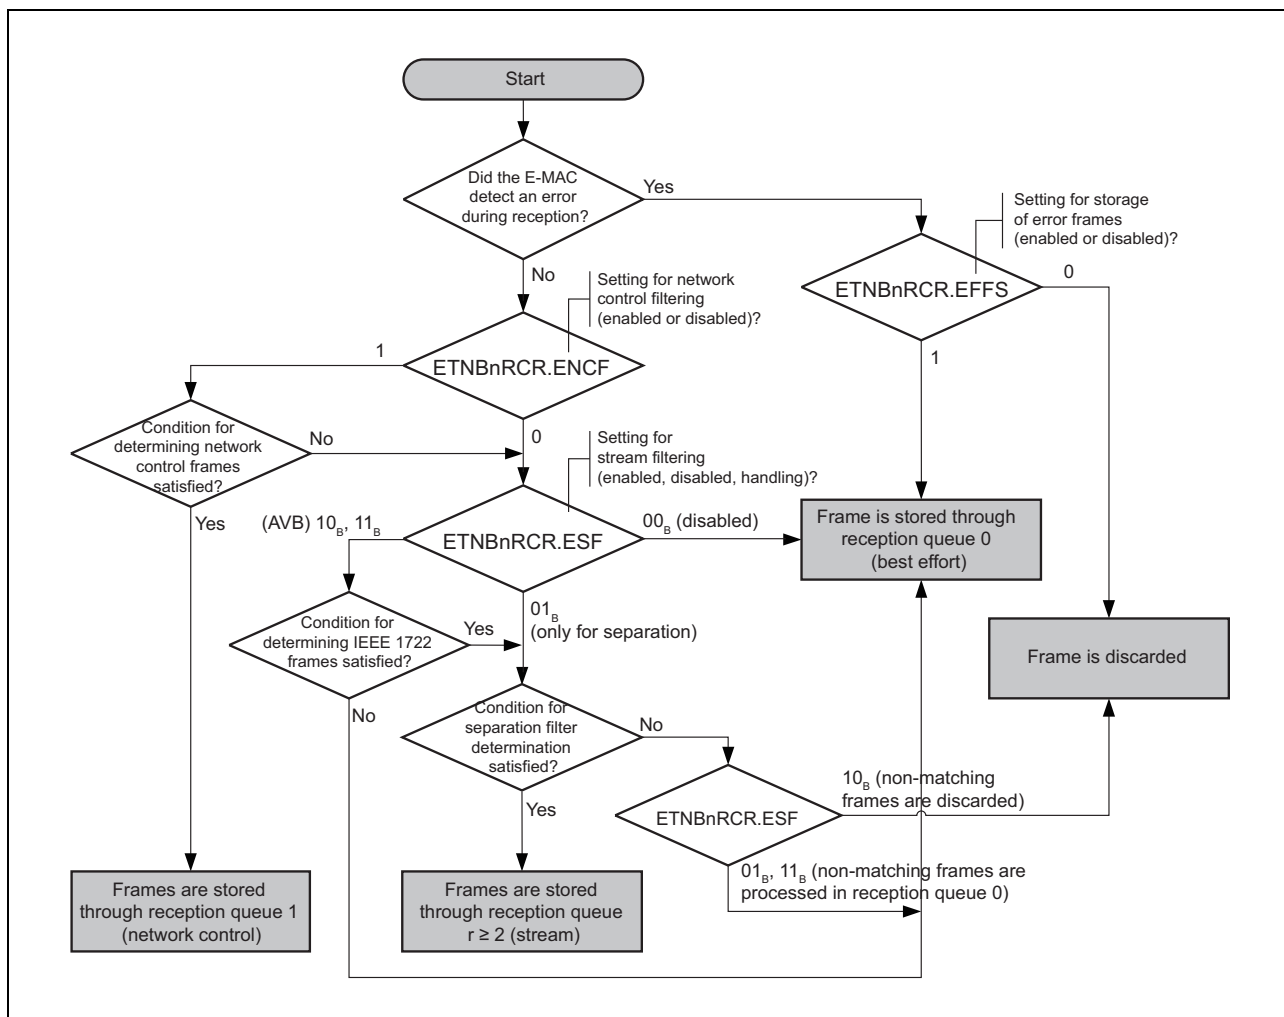 Start
Did the E-MAC
detect an error
during reception?
Yes
No
Setting for storage
of error frames
(enabled or disabled)?
ETNBnRCR.EFFS
0
1
Setting for network
control filtering
(enabled or disabled)?
ETNBnRCR.ENCF
1
0
Condition for
determining network
control frames
satisfied?
No
Yes
Setting for
stream filtering
(enabled, disabled, handling)?
ETNBnRCR.ESF
(AVB) 10B, 11B
00B (disabled)
01B
(only for separation)
Frame is stored through
reception queue 0
(best effort)
Condition for
determining IEEE 1722
frames satisfied?
Yes
No
Frame is discarded
Condition for
separation filter
determination
satisfied?
No
Yes
ETNBnRCR.ESF
10B (non-matching
frames are discarded)
01B, 11B (non-matching frames are
processed in reception queue 0)
Frames are stored
through reception queue 1
(network control)
Frames are stored
through reception queue
r ≥ 2 (stream)